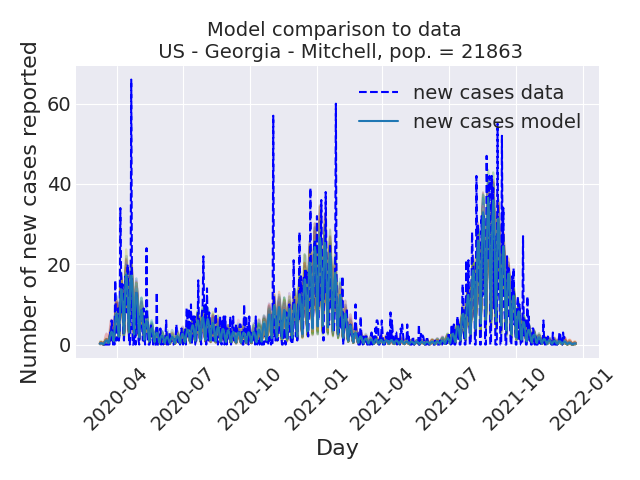 Model comparison to data
US - Georgia - Mitchell, pop. = 21863
Number of new cases reported
60
40
20
0
new cases data
new cases model
2020-04
2020-07
2020-10
2021-01
2021-04
2021-07
2021-10
2022-01
Day